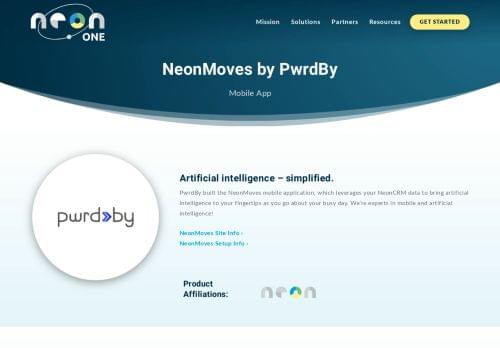 neon
ONE
Mission Solutions Partners Resources GET STARTED
NeonMoves by PwrdBy
Mobile App
pwrd>>by
Artificial intelligence – simplified.
PwrdBy built the NeonMoves mobile application, which leverages your NeonCRM data to bring artificial
intelligence to your fingertips as you go about your busy day. We're experts in mobile and artificial
intelligence!
NeonMoves Site Info ›
NeonMoves Setup Info ›
Product
Affiliations:
neon